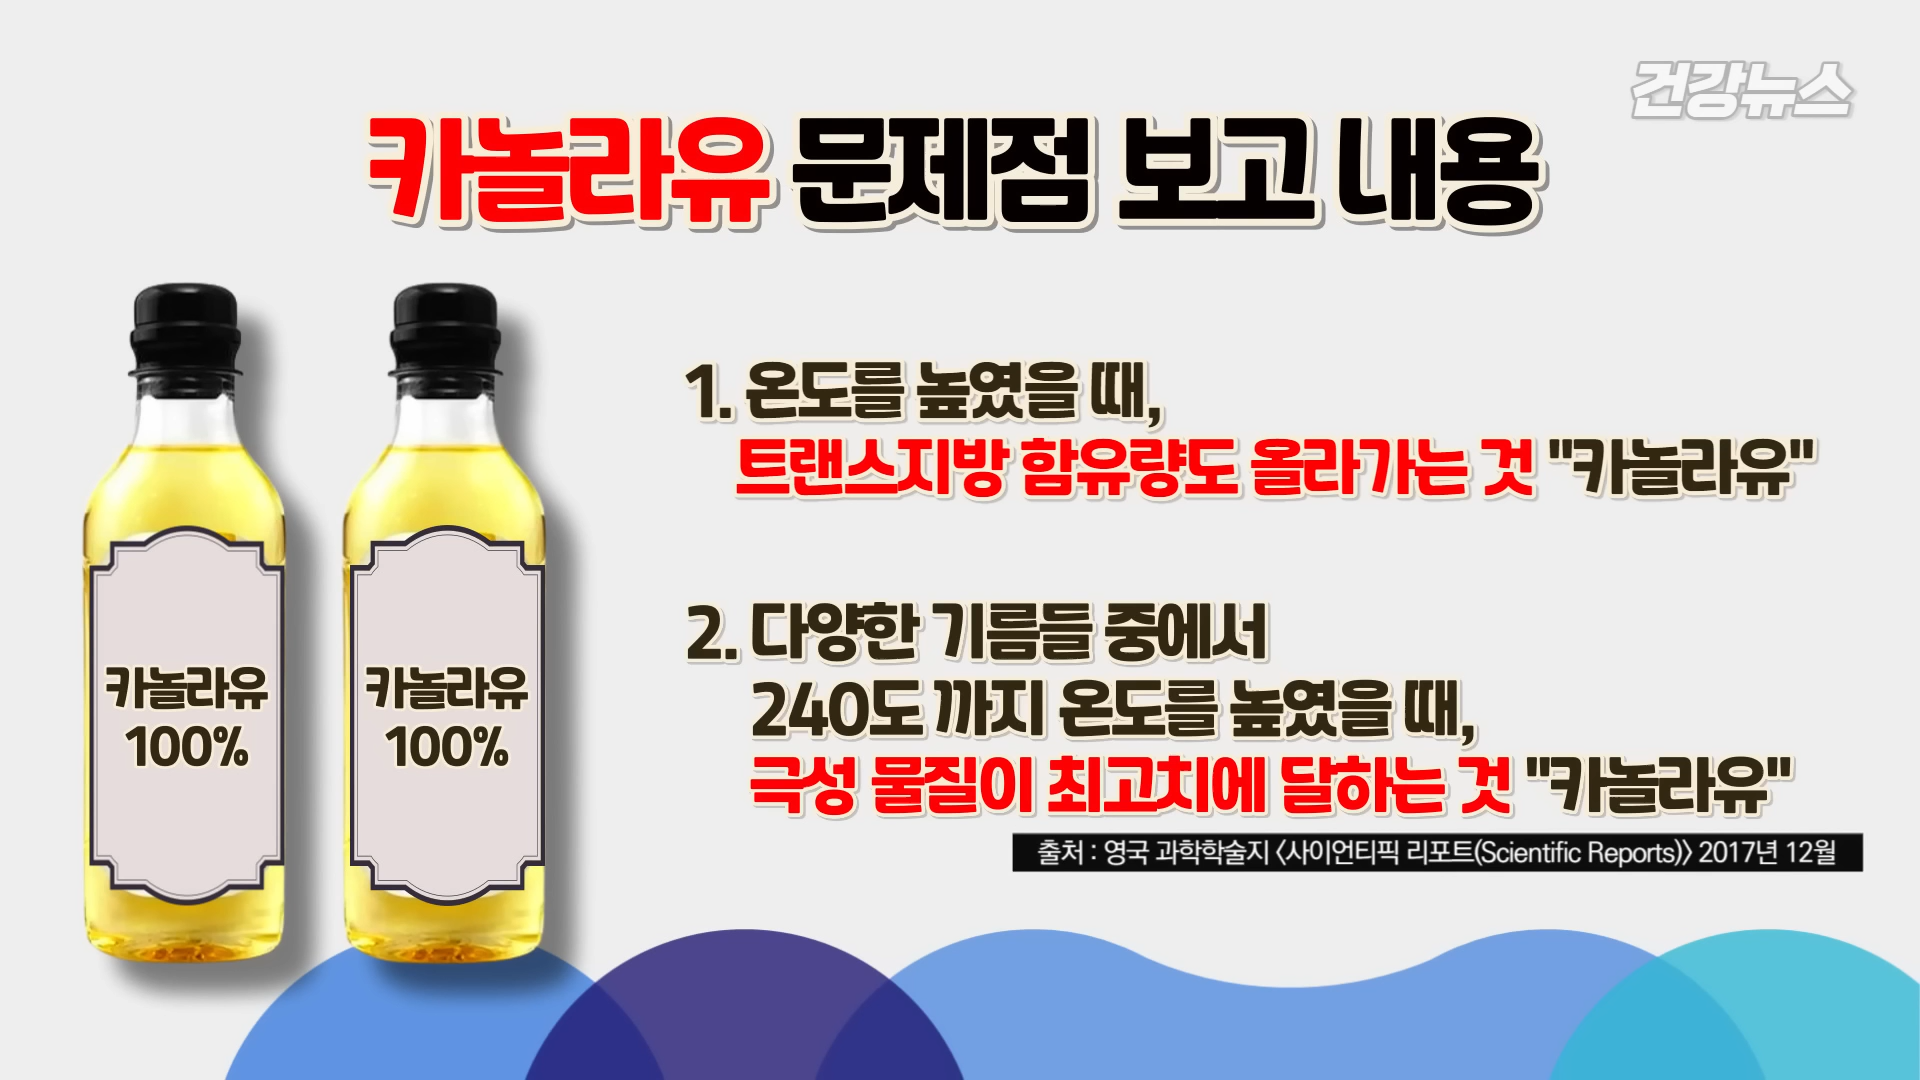 건강뉴스
카놀라유 문제점 보고 내용
1. 온도를 높였을 때,
트랜스지방 함유량도 올라가는 것 "카놀라유"
2. 다양한 기름들 중에서
240도 까지 온도를 높였을 때,
극성 물질이 최고치에 달하는 것 "카놀라유"
출처 : 영국 과학학술지 <사이언티픽 리포트(Scientific Reports)> 2017년 12월
카놀라유
100%
카놀라유
100%